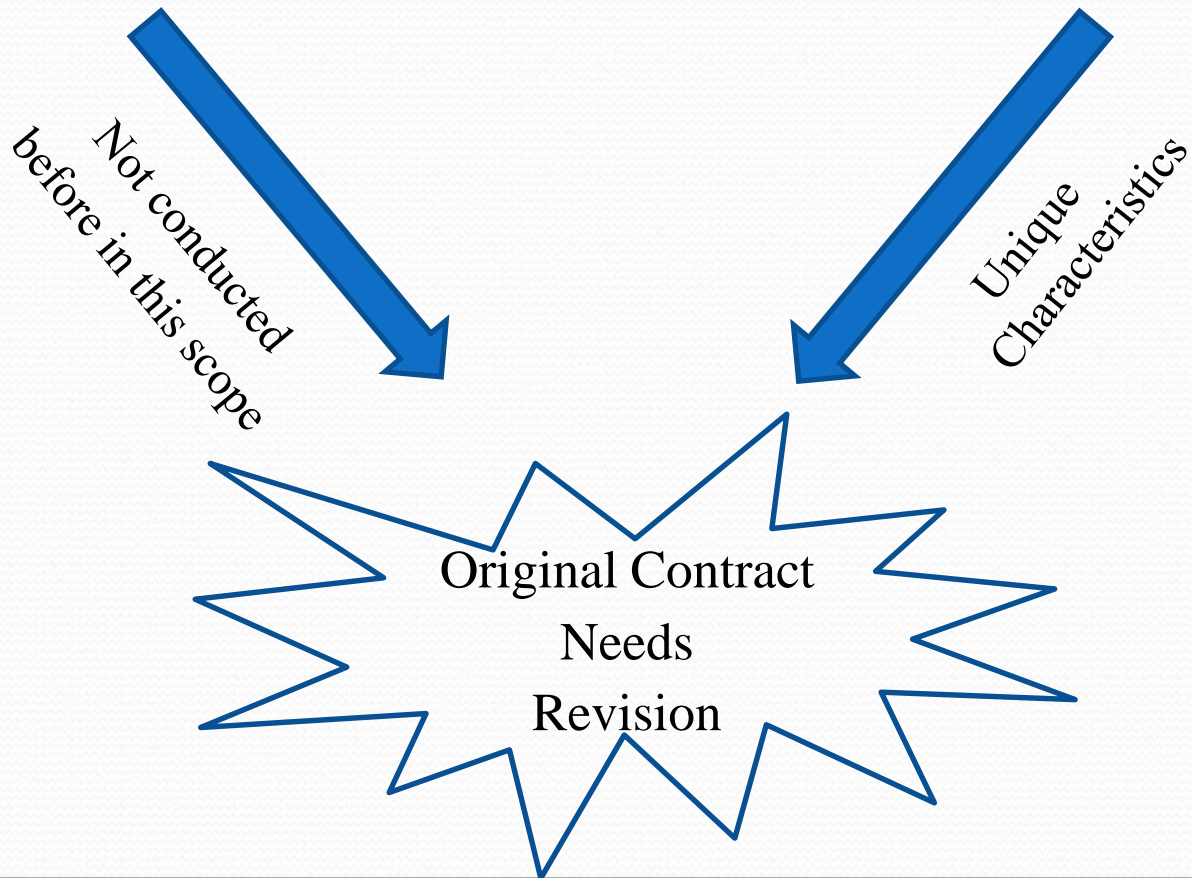 Not conducted
before in this scope
Unique
Characteristics
Original Contract
Needs
Revision